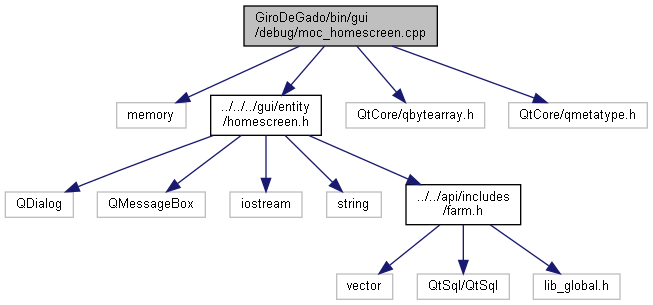 GiroDeGado/bin/gui
/debug/moc_homescreen.cpp
memory
../../../gui/entity
/homescreen.h
QtCore/qbytearray.h
QtCore/qmetatype.h
QDialog
QMessageBox
iostream
string
../../api/includes
/farm.h
vector
QtSql/QtSql
lib_global.h